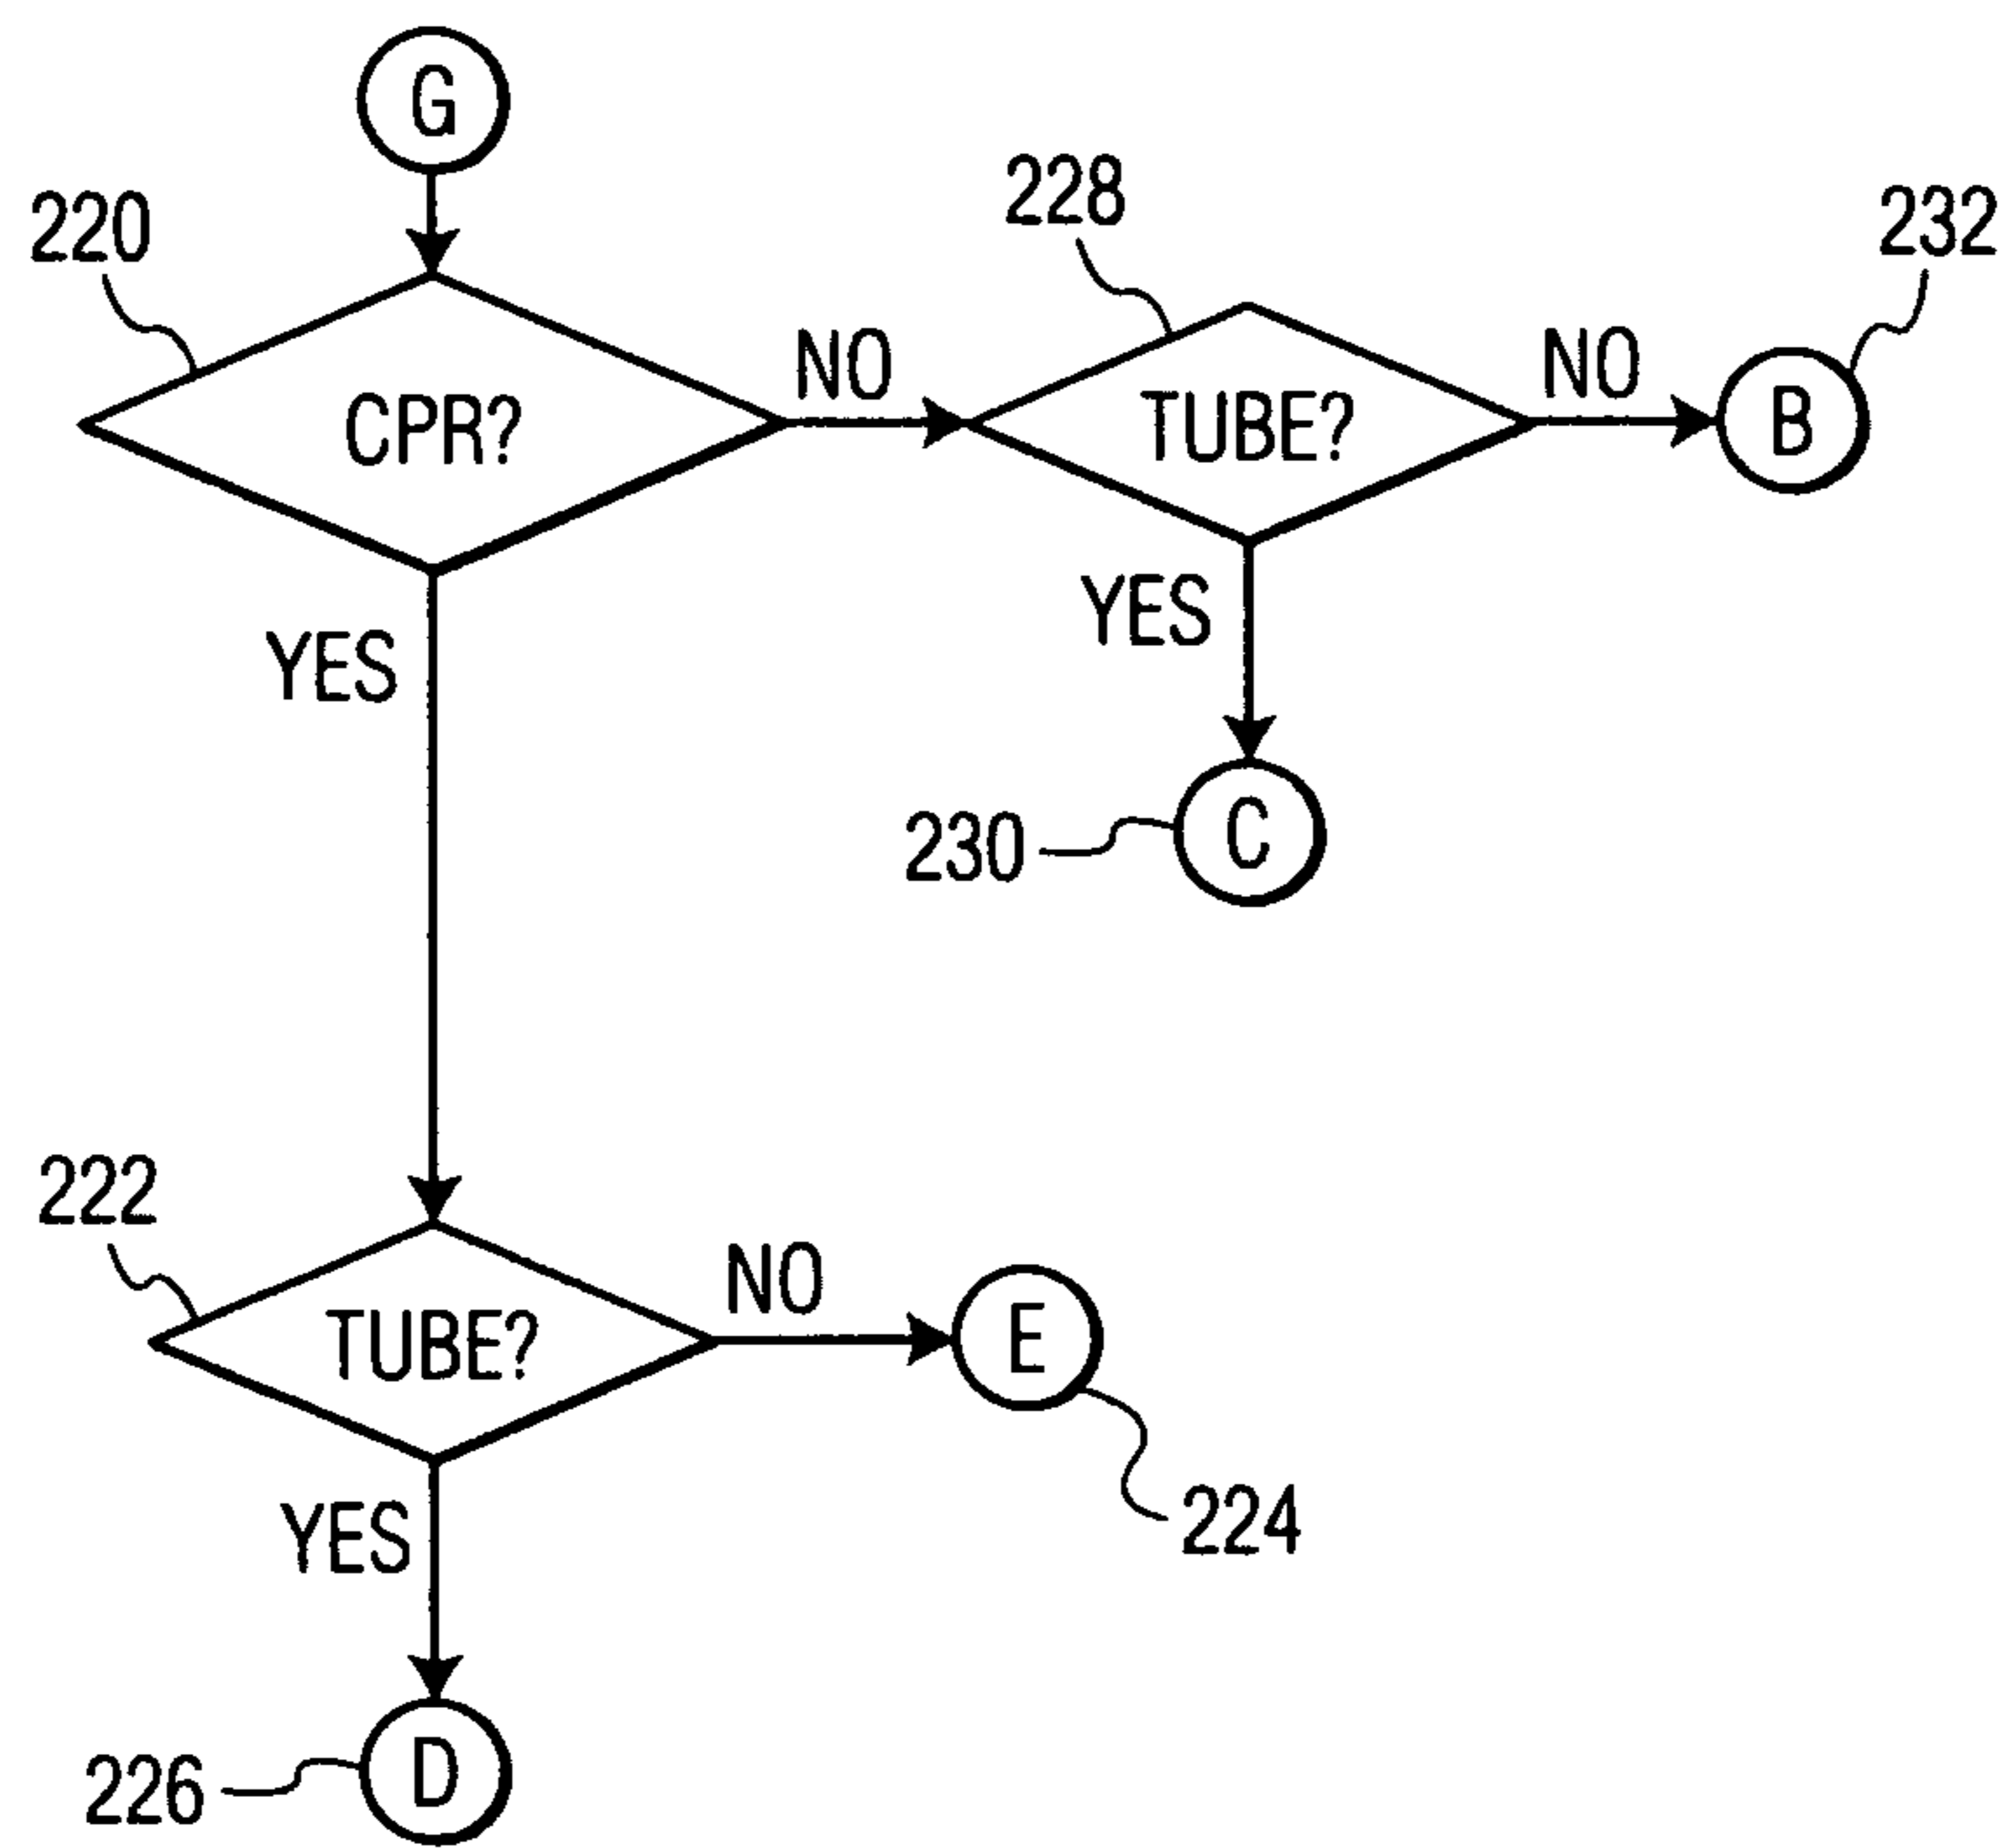 G
220
228
232
CPR?
NO
TUBE?
NO
B
YES
YES
230
C
222
TUBE?
NO
E
YES
224
226
D